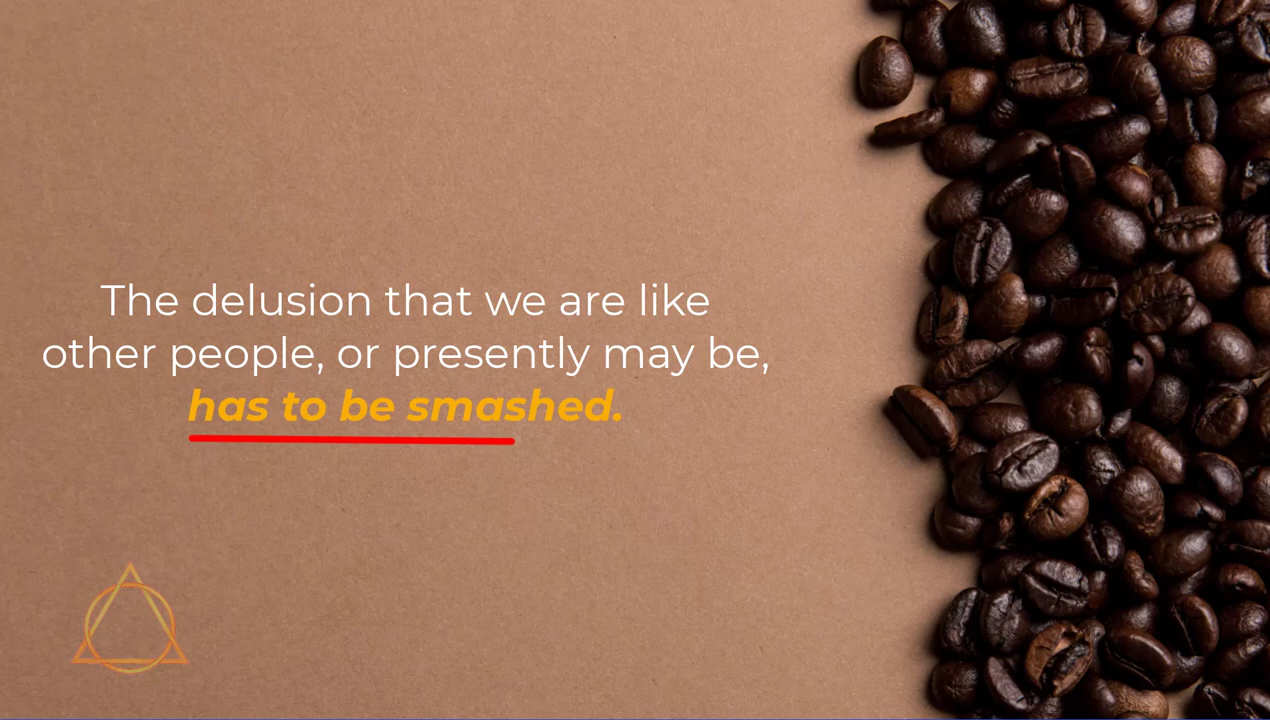 The delusion that we are like
other people, or presently may be,
has to be smashed.